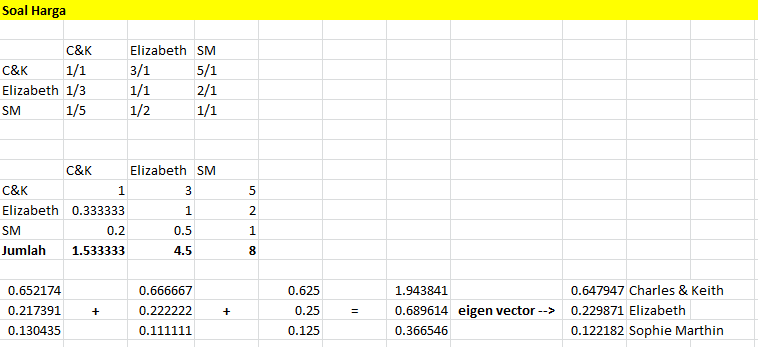 Soal Harga
C&K Elizabeth SM
C&K 1/1 3/1 5/1
Elizabeth 1/3 1/1 2/1
SM 1/5 1/2 1/1
C&K Elizabeth SM
C&K 1 3 5
Elizabeth 0.333333 1 2
SM 0.2 0.5 1
Jumlah 1.533333 4.5 8
0.652174 0.666667 0.625 1.943841 0.647947 Charles & Keith
0.217391 + 0.222222 + 0.25 = 0.689614 eigen vector --> 0.229871 Elizabeth
0.130435 0.111111 0.125 0.366546 0.122182 Sophie Marthin